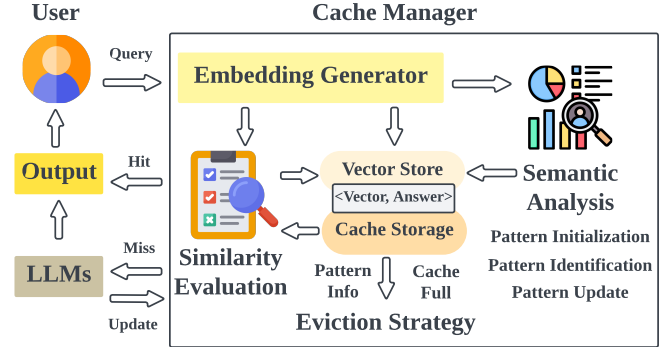 User
Cache Manager
Query
Embedding Generator
Hit
Output
Vector Store
<Vector, Answer>
Cache Storage
Semantic
Analysis
Similarity
Evaluation
Miss
LLMs
Update
Pattern
Info
Cache
Full
Pattern Initialization
Pattern Identification
Pattern Update
Eviction Strategy